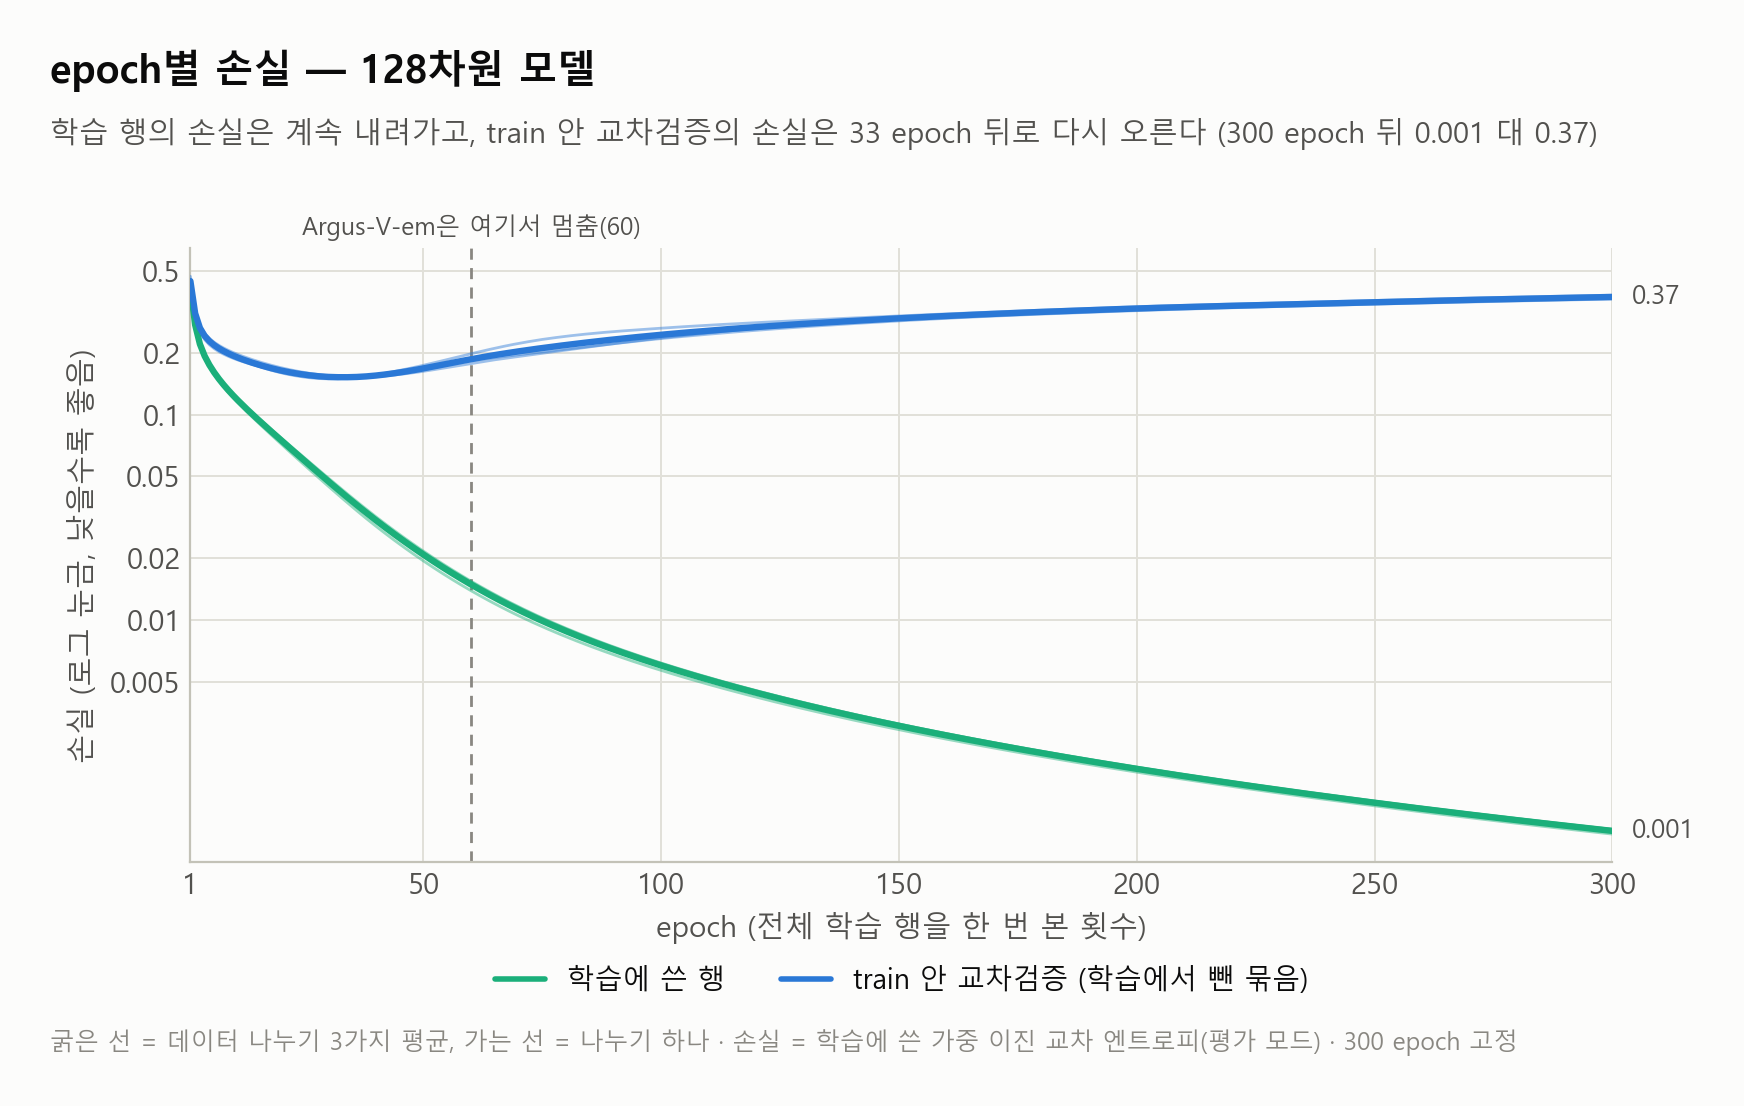 epoch별 손실 — 128차원 모델
학습 행의 손실은 계속 내려가고, train 안 교차검증의 손실은 33 epoch 뒤로 다시 오른다 (300 epoch 뒤 0.001 대 0.37)
Argus-V-em은 여기서 멈춤(60)
손실 (로그 눈금, 낮을수록 좋음)
0.5
0.2
0.1
0.05
0.02
0.01
0.005
0.37
0.001
1 50 100 150 200 250 300
epoch (전체 학습 행을 한 번 본 횟수)
학습에 쓴 행 train 안 교차검증 (학습에서 뺀 묶음)
굵은 선 = 데이터 나누기 3가지 평균, 가는 선 = 나누기 하나 · 손실 = 학습에 쓴 가중 이진 교차 엔트로피(평가 모드) · 300 epoch 고정